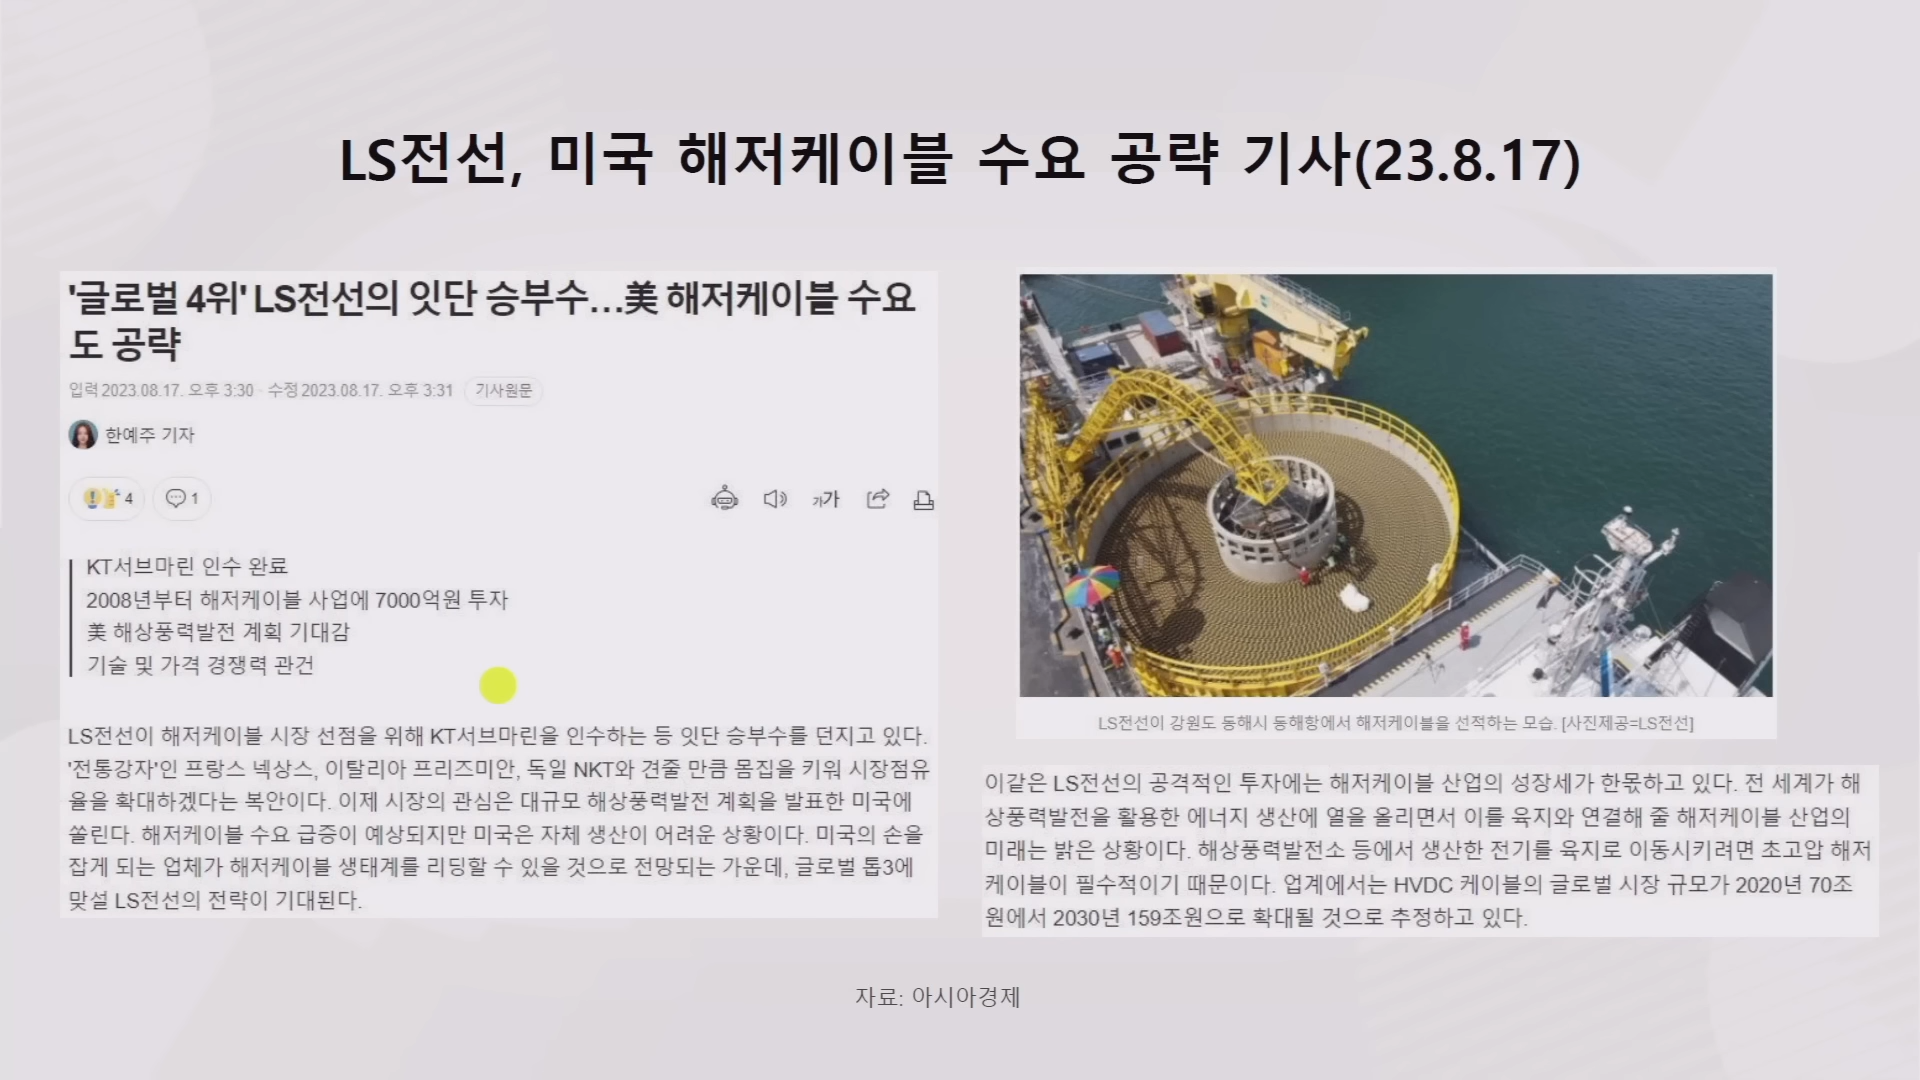 LS전선, 미국 해저케이블 수요 공략 기사(23.8.17)
'글로벌 4위' LS전선의 잇단 승부수…美 해저케이블 수요
도 공략
입력 2023.08.17. 오후 3:30 · 수정 2023.08.17. 오후 3:31 기사원문
한예주 기자
4 1
가가
KT서브마린 인수 완료
2008년부터 해저케이블 사업에 7000억원 투자
美 해상풍력발전 계획 기대감
기술 및 가격 경쟁력 관건
LS전선이 해저케이블 시장 선점을 위해 KT서브마린을 인수하는 등 잇단 승부수를 던지고 있다.
'전통강자'인 프랑스 넥상스, 이탈리아 프리즈미안, 독일 NKT와 견줄 만큼 몸집을 키워 시장점유
율을 확대하겠다는 복안이다. 이제 시장의 관심은 대규모 해상풍력발전 계획을 발표한 미국에
쏠린다. 해저케이블 수요 급증이 예상되지만 미국은 자체 생산이 어려운 상황이다. 미국의 손을
잡게 되는 업체가 해저케이블 생태계를 리딩할 수 있을 것으로 전망되는 가운데, 글로벌 톱3에
맞설 LS전선의 전략이 기대된다.
LS전선이 강원도 동해시 동해항에서 해저케이블을 선적하는 모습. [사진제공=LS전선]
이같은 LS전선의 공격적인 투자에는 해저케이블 산업의 성장세가 한몫하고 있다. 전 세계가 해
상풍력발전을 활용한 에너지 생산에 열을 올리면서 이를 육지와 연결해 줄 해저케이블 산업의
미래는 밝은 상황이다. 해상풍력발전소 등에서 생산한 전기를 육지로 이동시키려면 초고압 해저
케이블이 필수적이기 때문이다. 업계에서는 HVDC 케이블의 글로벌 시장 규모가 2020년 70조
원에서 2030년 159조원으로 확대될 것으로 추정하고 있다.
자료: 아시아경제